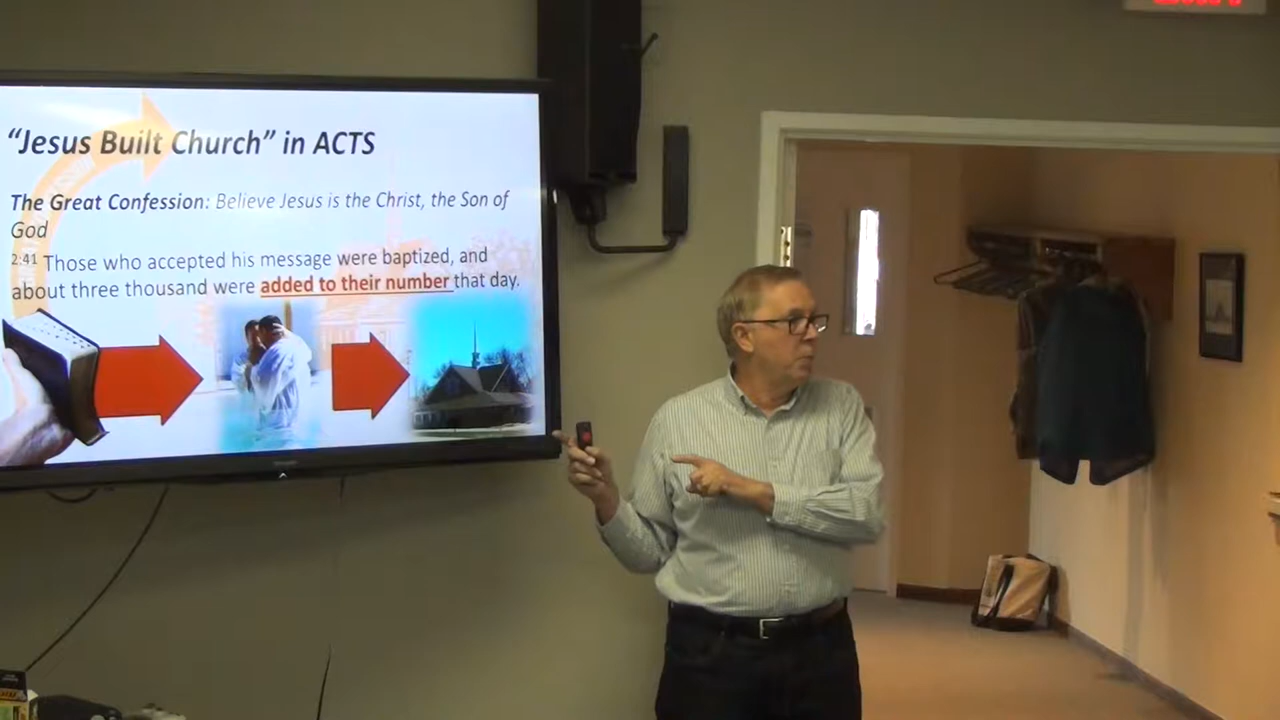 “Jesus Built Church” in ACTS
The Great Confession: Believe Jesus is the Christ, the Son of
God
2:41 Those who accepted his message were baptized, and
about three thousand were added to their number that day.